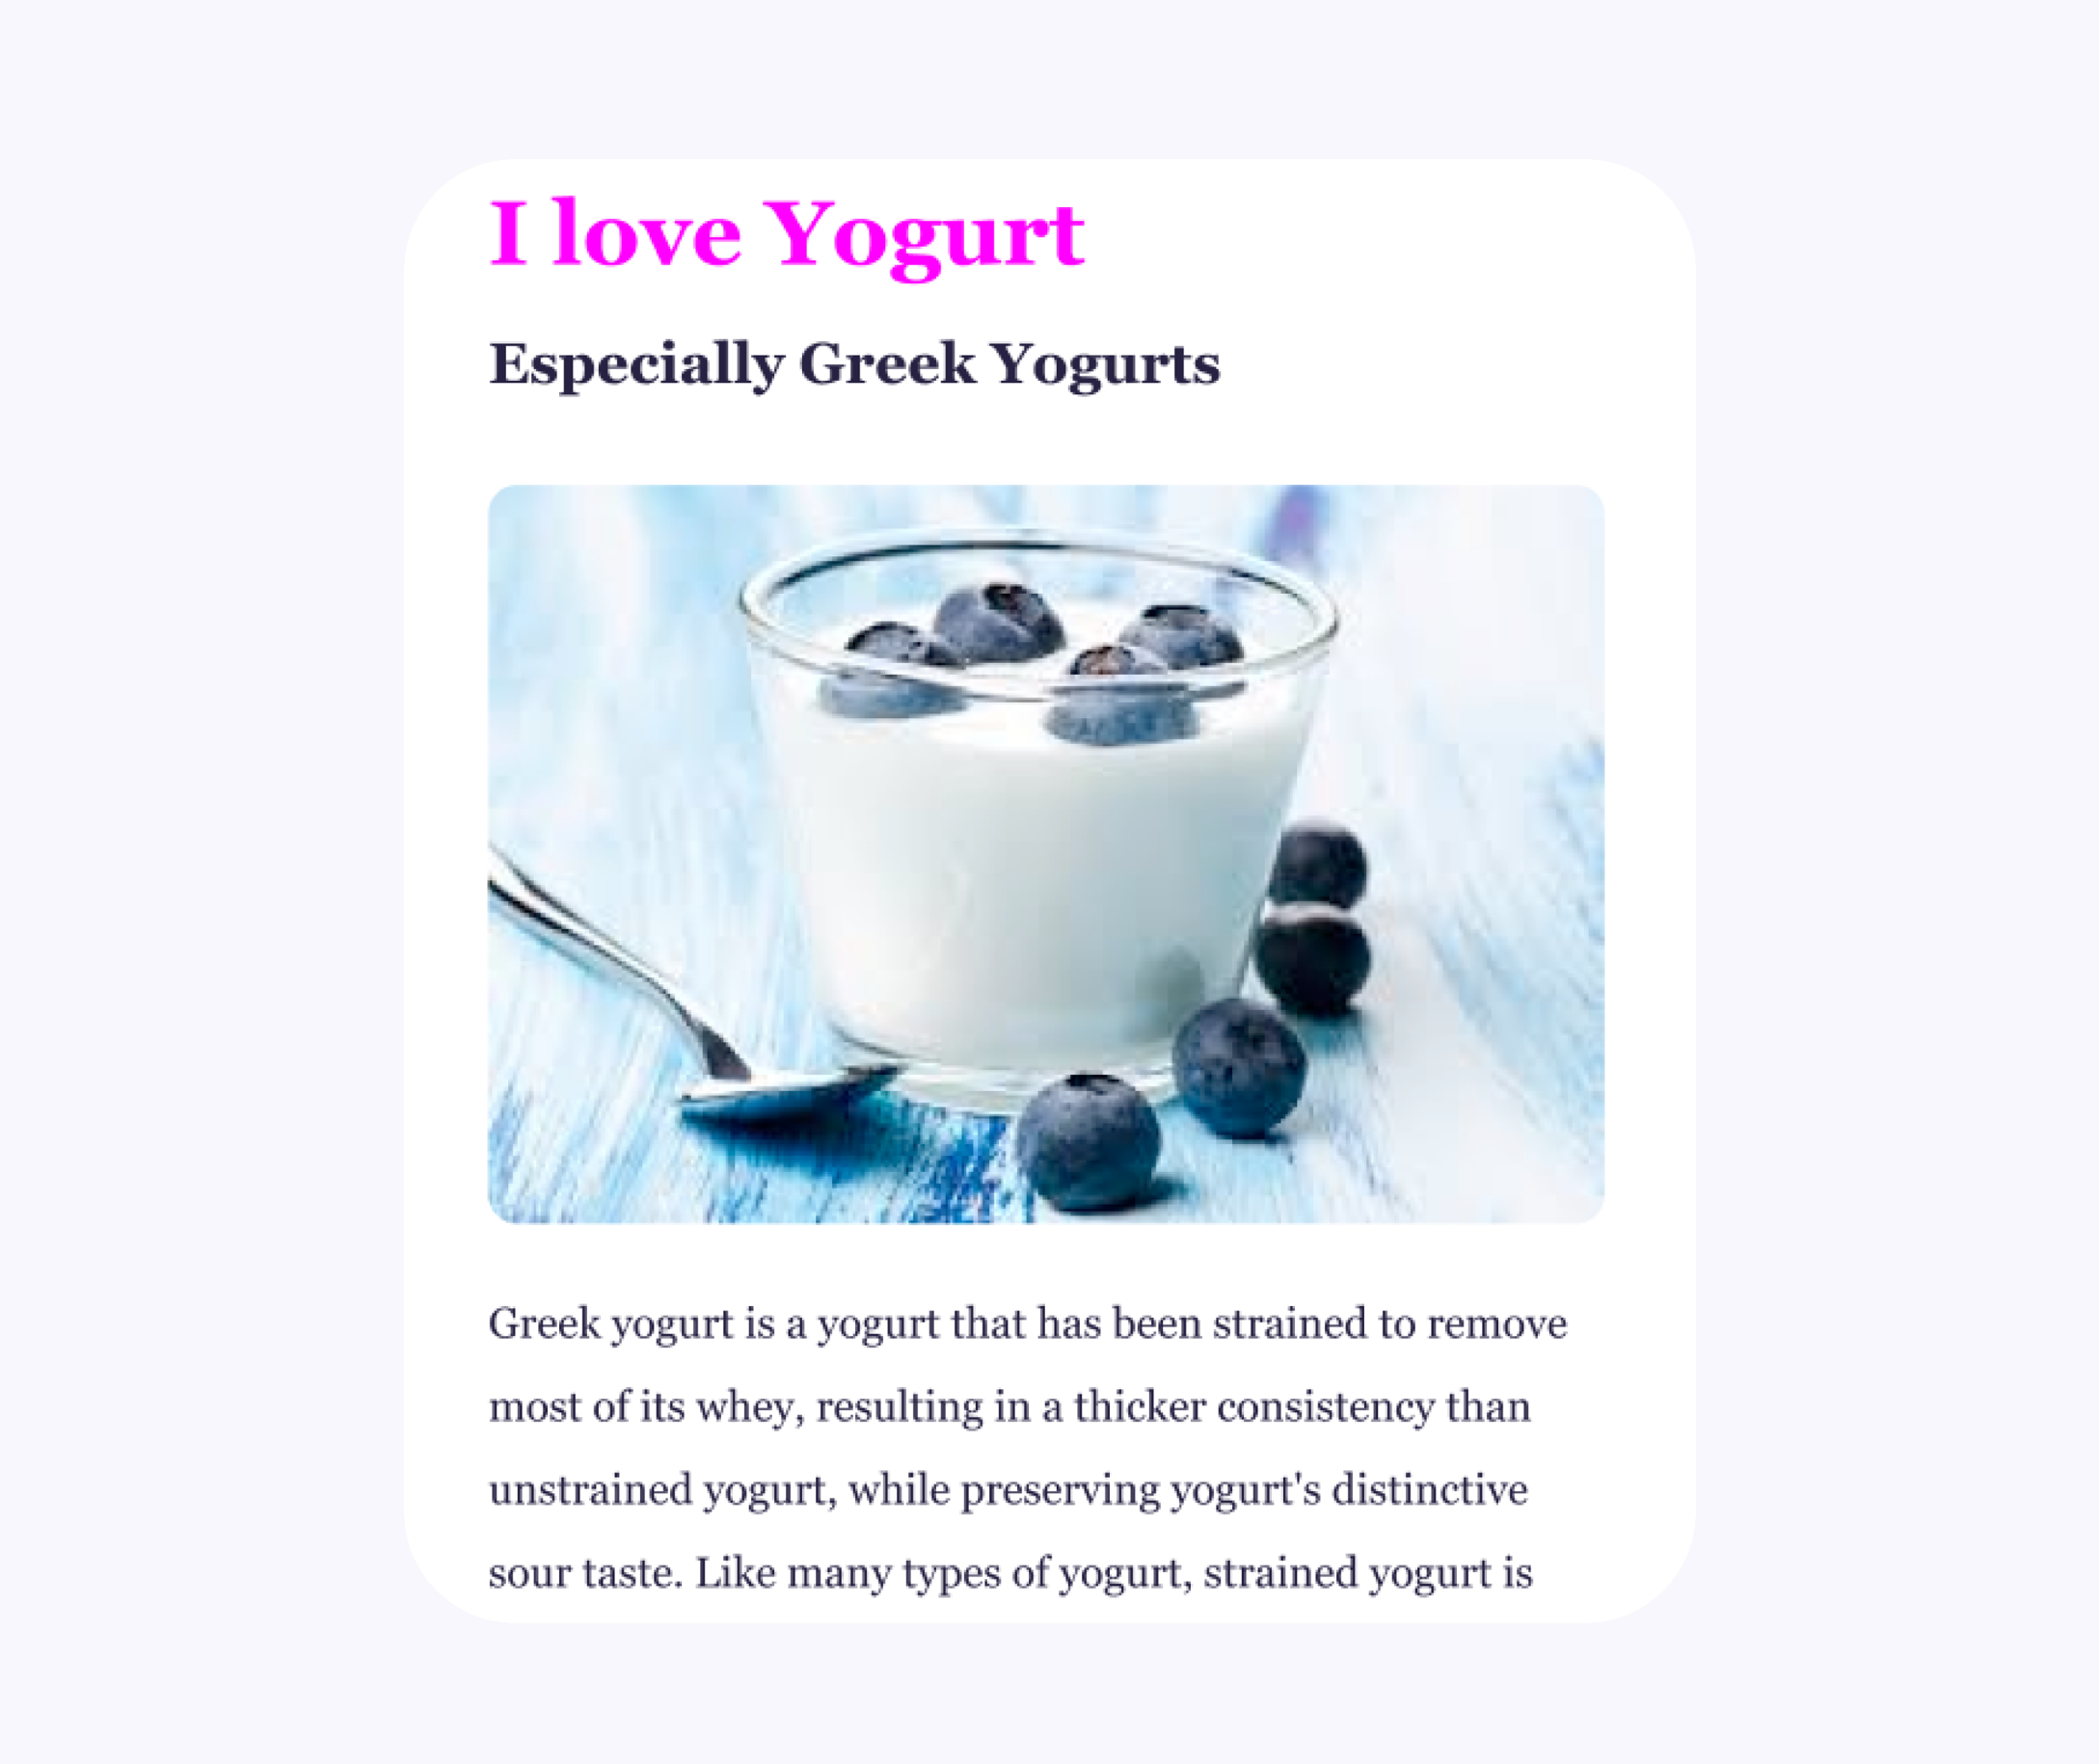 I love Yogurt
Especially Greek Yogurts
Greek yogurt is a yogurt that has been strained to remove
most of its whey, resulting in a thicker consistency than
unstrained yogurt, while preserving yogurt's distinctive
sour taste. Like many types of yogurt, strained yogurt is